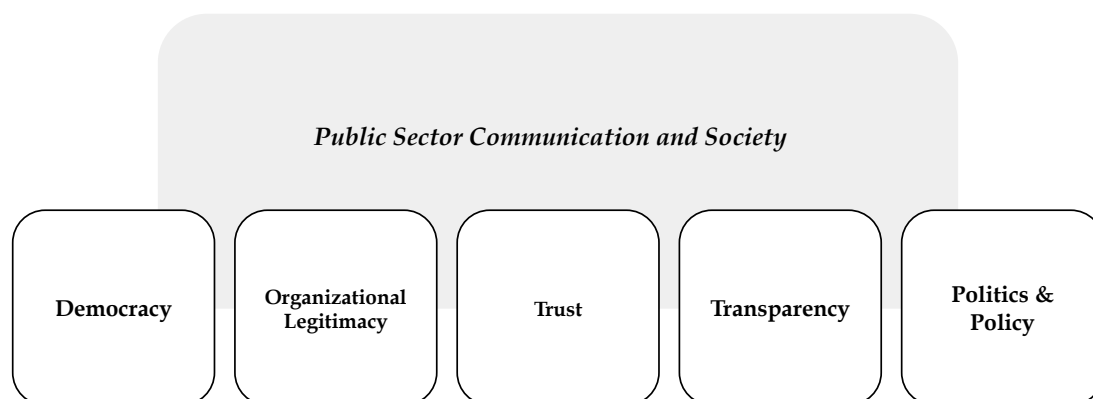 Public Sector Communication and Society
Democracy
Organizational
Legitimacy
Trust
Transparency
Politics &
Policy